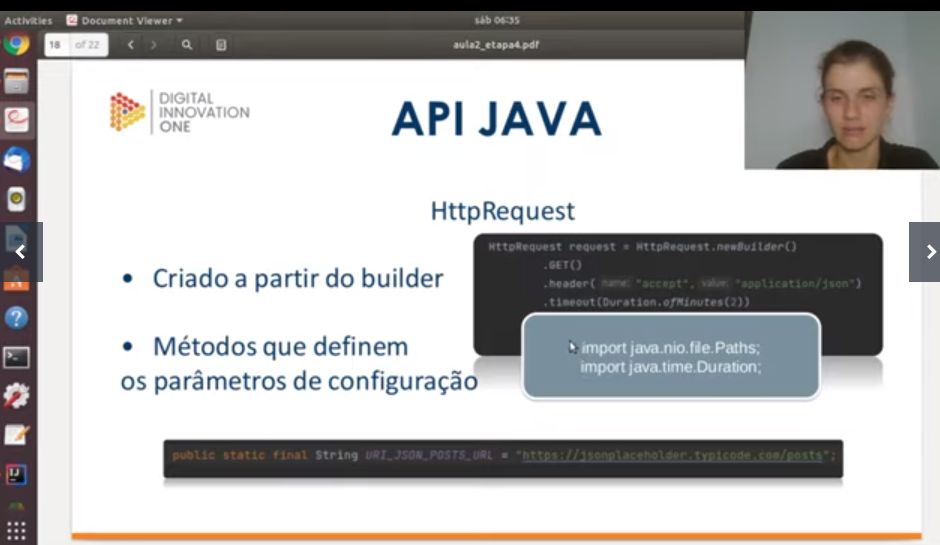 Activities Document Viewer sáb 06:35
18 of 22 aula2_etapa4.pdf
DIGITAL
INNOVATION
ONE
API JAVA
HttpRequest
HttpRequest request = HttpRequest.newBuilder()
.GET()
.header( name: "accept", value: "application/json")
.timeout(Duration.ofMinutes(2))
• Criado a partir do builder
• Métodos que definem
os parâmetros de configuração
import java.nio.file.Paths;
import java.time.Duration;
public static final String URI_JSON_POSTS_URL = "https://jsonplaceholder.typicode.com/posts";